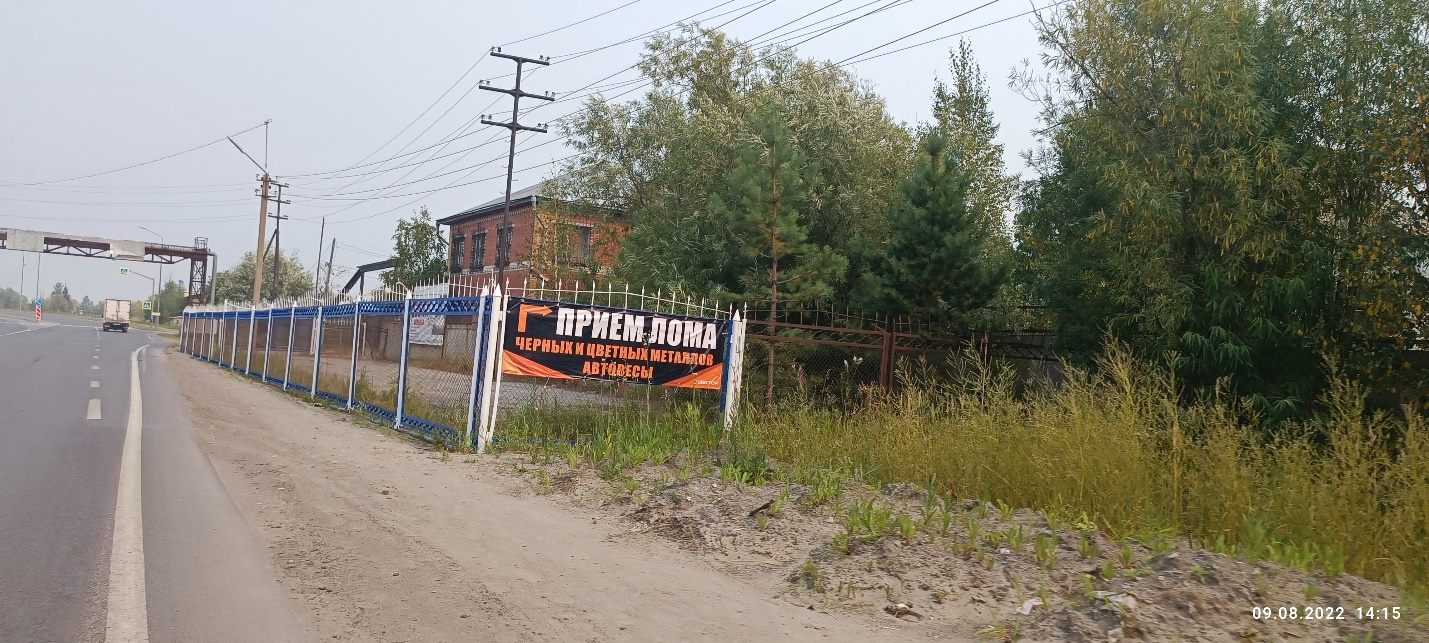 ПРИЕМ ЛОМА
ЧЕРНЫХ И ЦВЕТНЫХ МЕТАЛЛОВ
АВТОВЕСЫ
09.08.2022 14:15